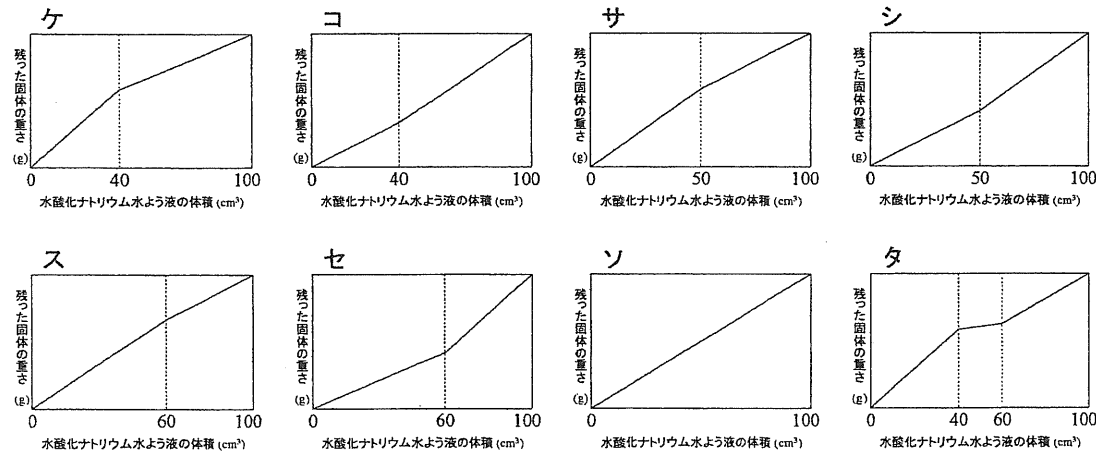 ケ
残った固体の重さ
(g)
0 40 100
水酸化ナトリウム水よう液の体積 (cm³)
コ
残った固体の重さ
(g)
0 40 100
水酸化ナトリウム水よう液の体積 (cm³)
サ
残った固体の重さ
(g)
0 50 100
水酸化ナトリウム水よう液の体積 (cm³)
シ
残った固体の重さ
(g)
0 50 100
水酸化ナトリウム水よう液の体積 (cm³)
ス
残った固体の重さ
(g)
0 60 100
水酸化ナトリウム水よう液の体積 (cm³)
セ
残った固体の重さ
(g)
0 60 100
水酸化ナトリウム水よう液の体積 (cm³)
ソ
残った固体の重さ
(g)
0 100
水酸化ナトリウム水よう液の体積 (cm³)
タ
残った固体の重さ
(g)
0 40 60 100
水酸化ナトリウム水よう液の体積 (cm³)